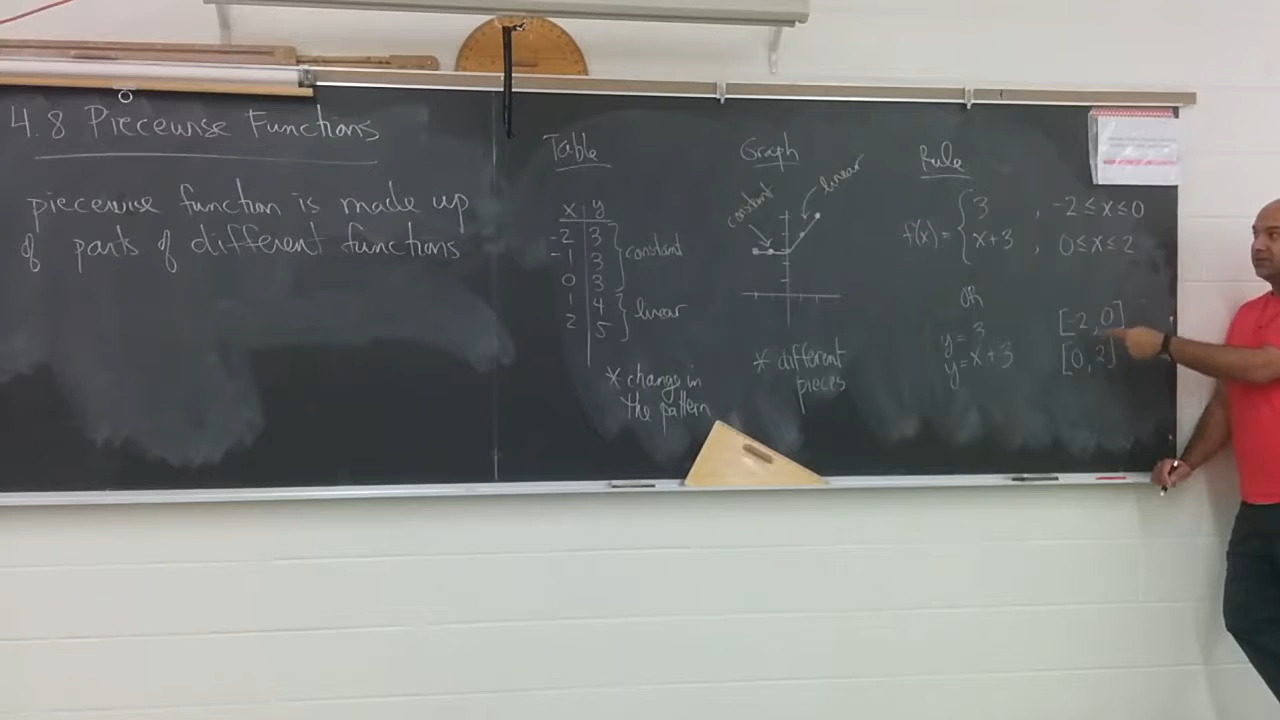 4.8 Piecewise Functions
piecewise function is made up
of parts of different functions
Table
x y
-2 3
-1 3
0 3
1 4
2 5
constant
linear
* change in
the pattern
Graph
constant
linear
* different
pieces
Rule
f(x) = { 3 , -2 ≤ x ≤ 0
x+3 , 0 ≤ x ≤ 2
OR
y = 3 [-2, 0]
y = x+3 [0, 2]